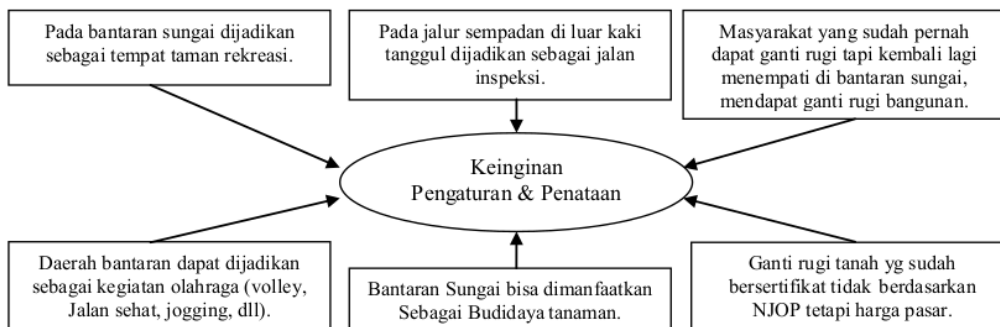 Pada bantaran sungai dijadikan
sebagai tempat taman rekreasi.
Pada jalur sempadan di luar kaki
tanggul dijadikan sebagai jalan
inspeksi.
Masyarakat yang sudah pernah
dapat ganti rugi tapi kembali lagi
menempati di bantaran sungai,
mendapat ganti rugi bangunan.
Keinginan
Pengaturan & Penataan
Daerah bantaran dapat dijadikan
sebagai kegiatan olahraga (volley,
Jalan sehat, jogging, dll).
Bantaran Sungai bisa dimanfaatkan
Sebagai Budidaya tanaman.
Ganti rugi tanah yg sudah
bersertifikat tidak berdasarkan
NJOP tetapi harga pasar.